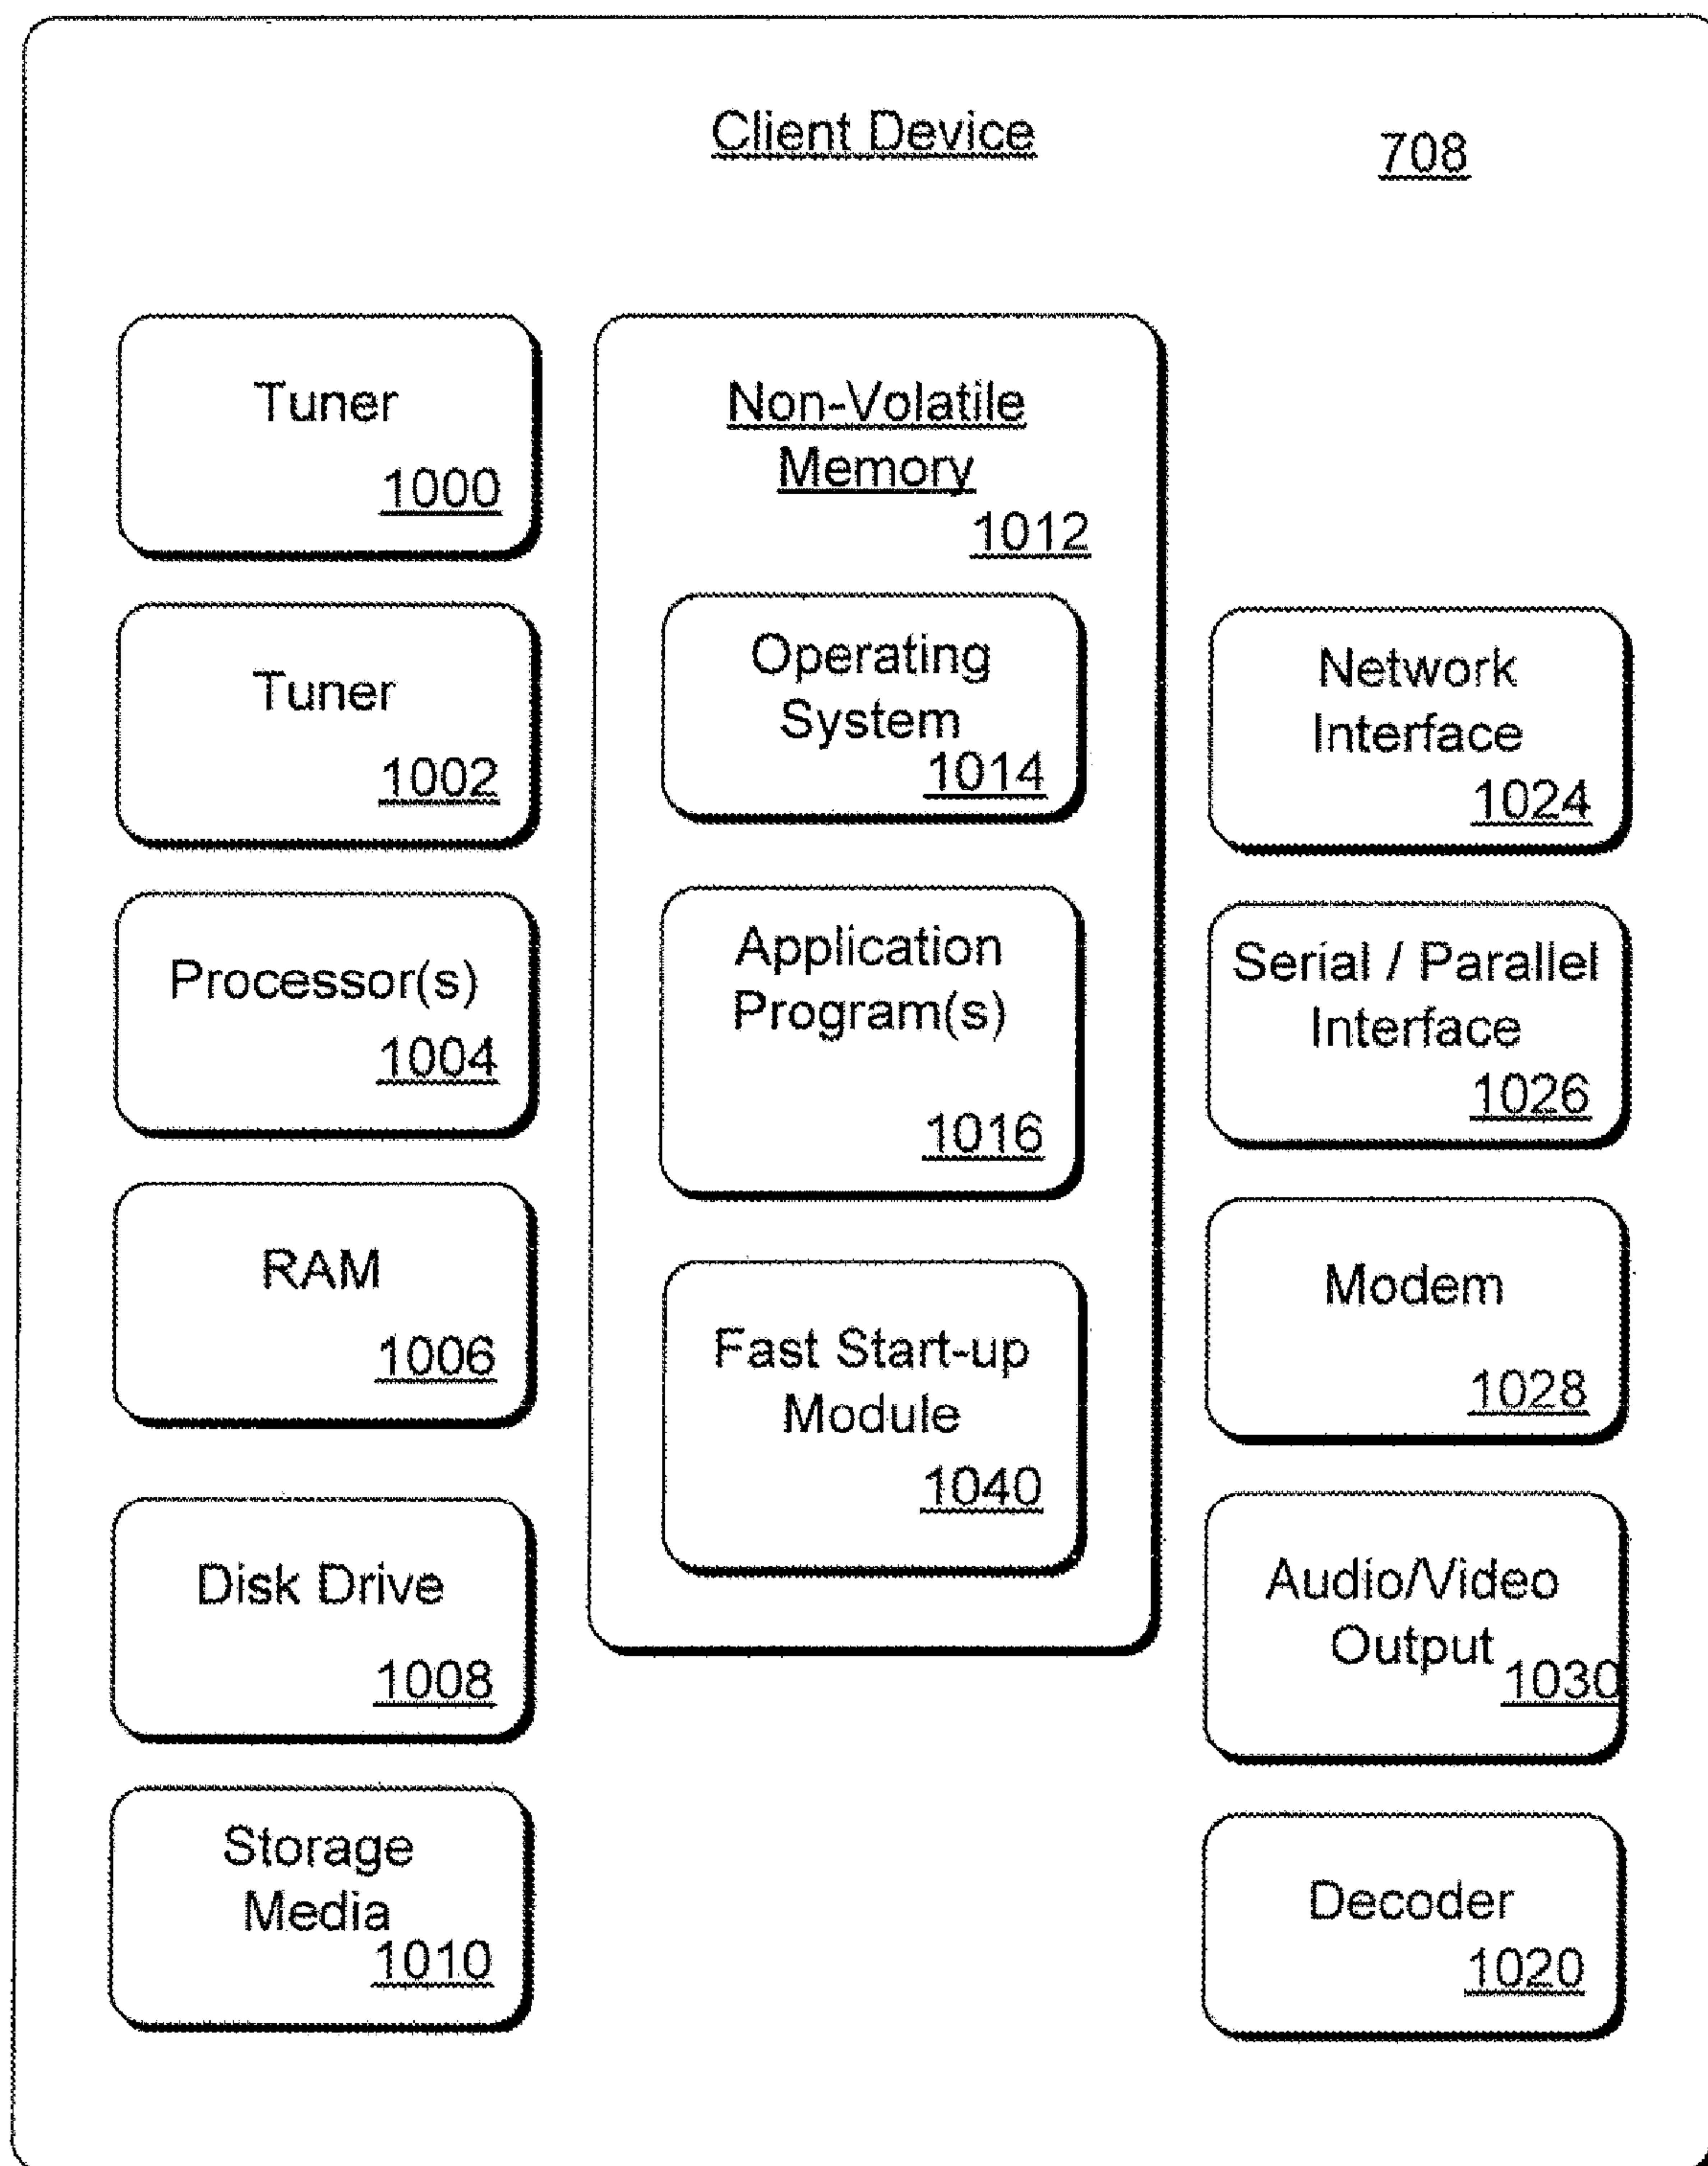 Client Device
708
Tuner
1000
Tuner
1002
Processor(s)
1004
RAM
1006
Disk Drive
1008
Storage
Media
1010
Non-Volatile
Memory
1012
Operating
System
1014
Application
Program(s)
1016
Fast Start-up
Module
1040
Network
Interface
1024
Serial / Parallel
Interface
1026
Modem
1028
Audio/Video
Output
1030
Decoder
1020